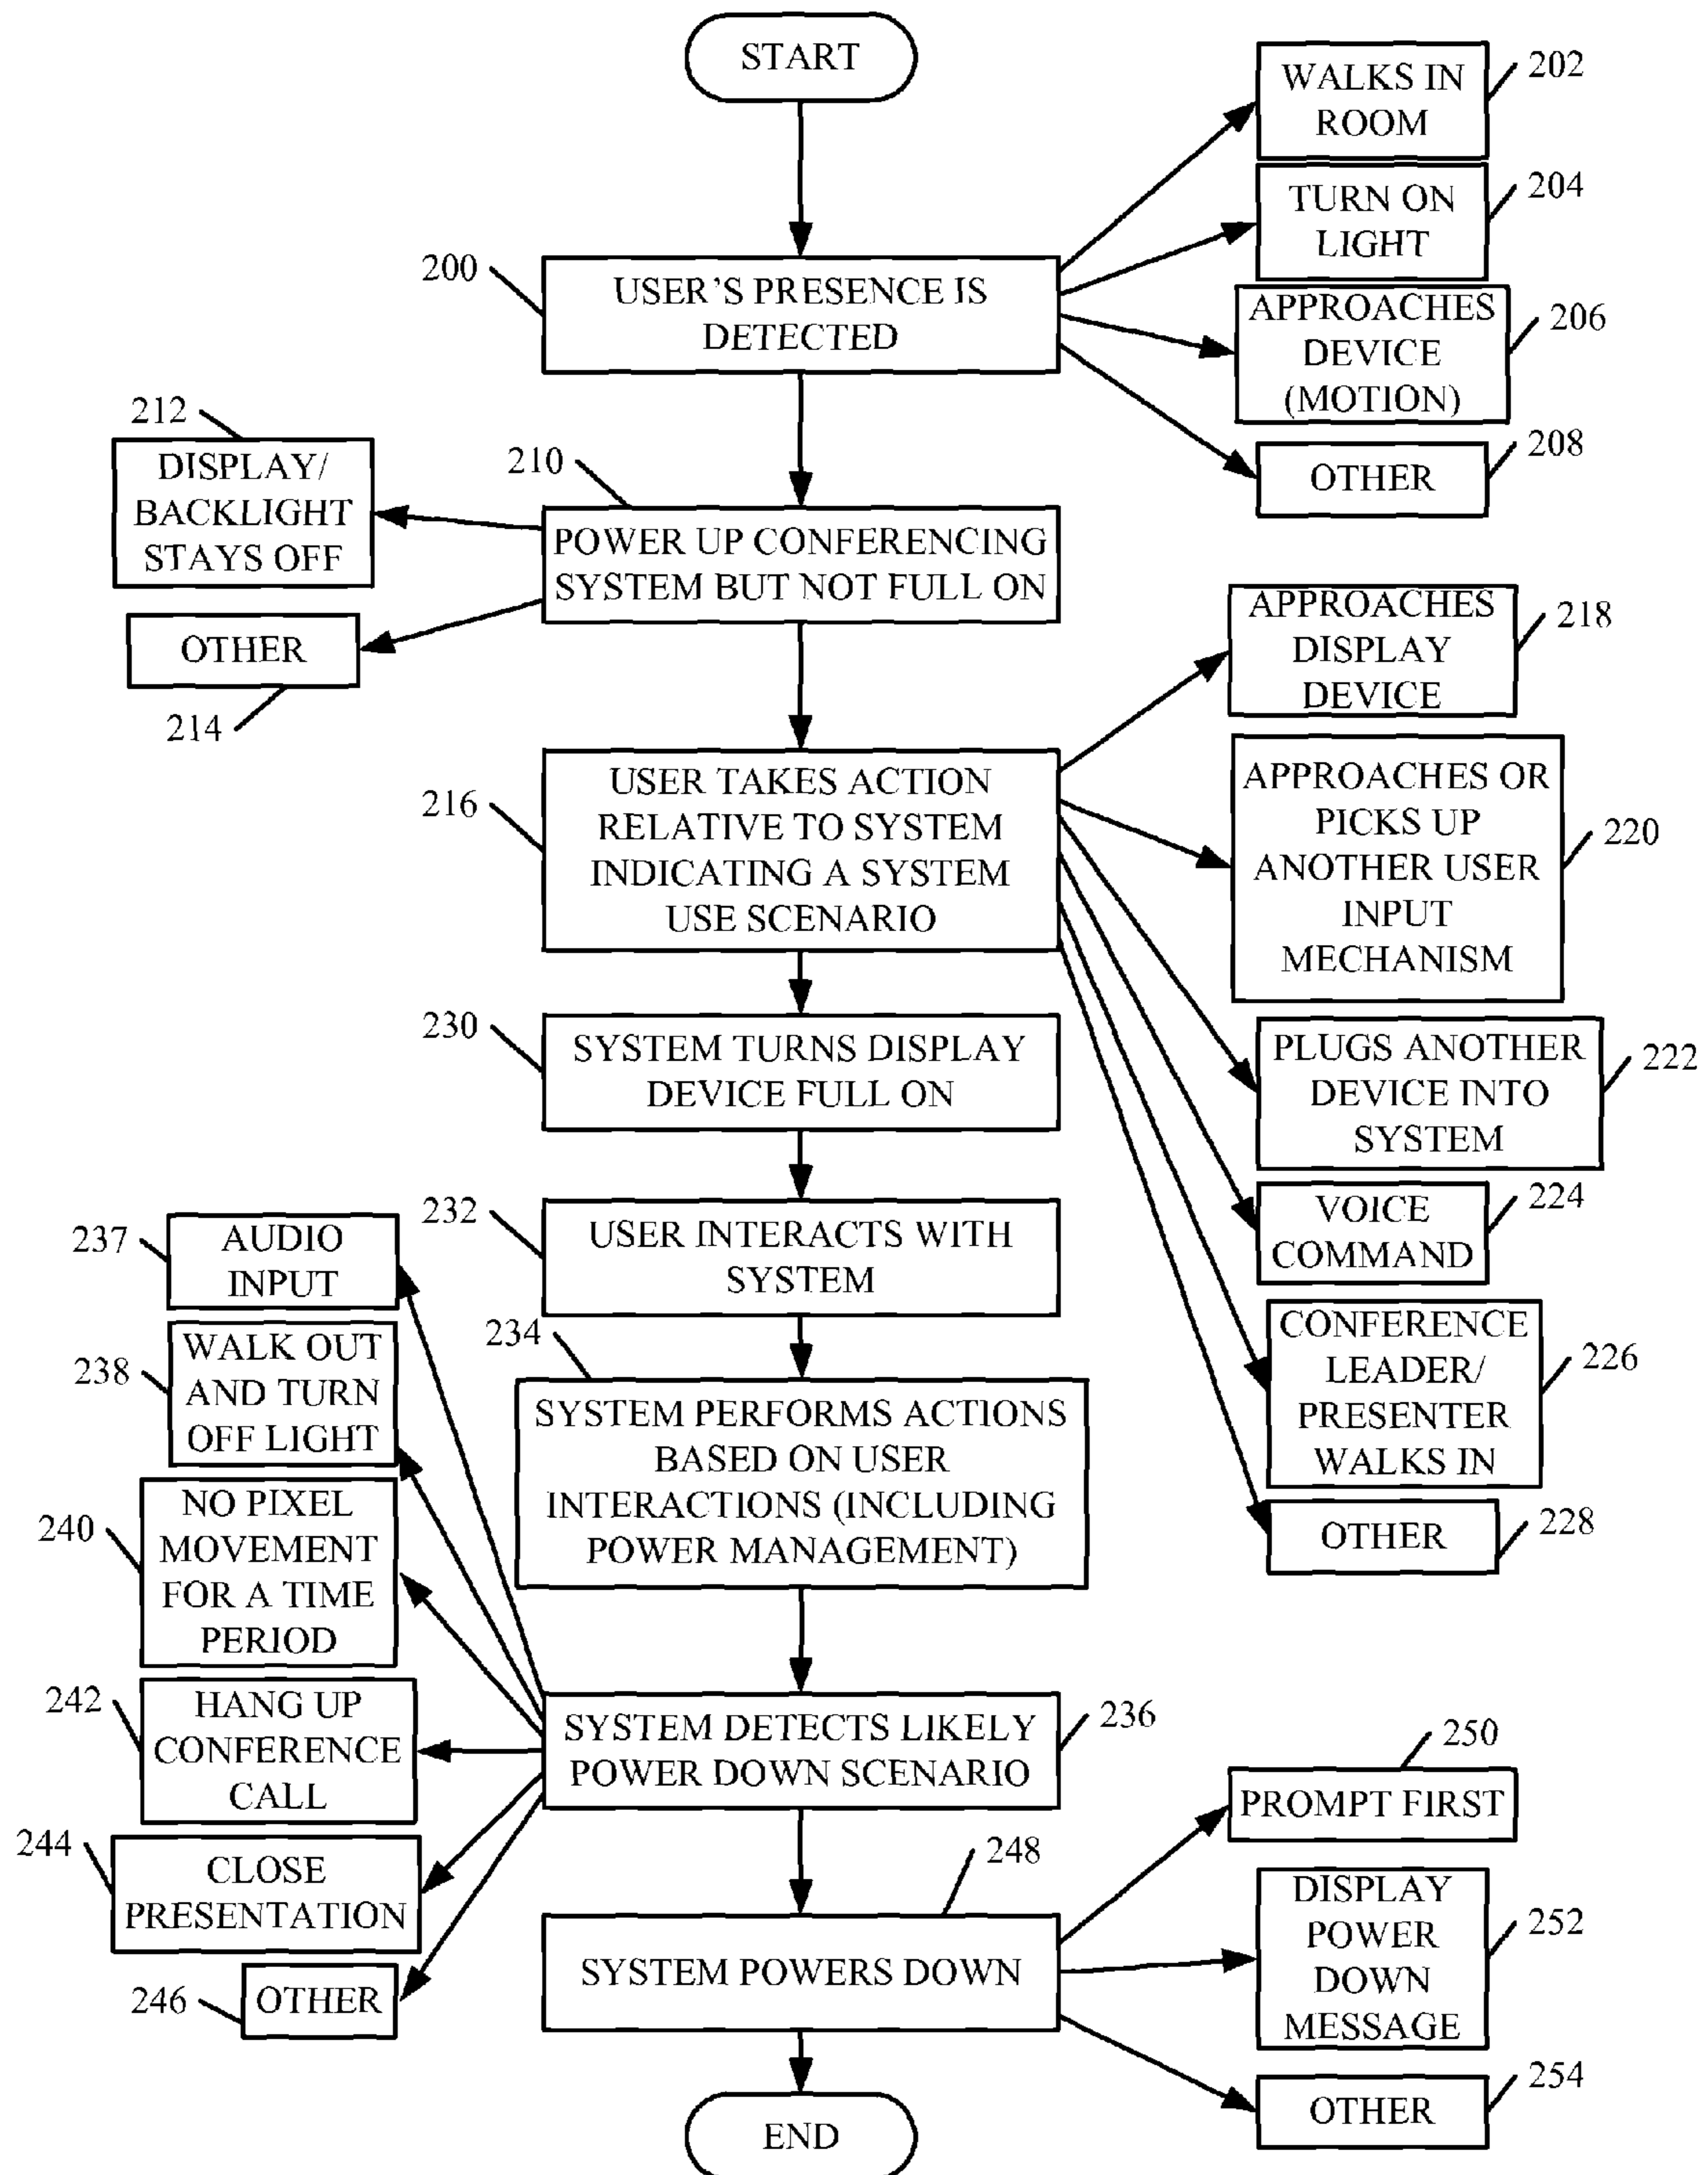 START
WALKS IN
ROOM
202
TURN ON
LIGHT
204
200
USER'S PRESENCE IS
DETECTED
APPROACHES
DEVICE
(MOTION)
206
OTHER
208
212
DISPLAY/
BACKLIGHT
STAYS OFF
210
POWER UP CONFERENCING
SYSTEM BUT NOT FULL ON
OTHER
214
APPROACHES
DISPLAY
DEVICE
218
216
USER TAKES ACTION
RELATIVE TO SYSTEM
INDICATING A SYSTEM
USE SCENARIO
APPROACHES OR
PICKS UP
ANOTHER USER
INPUT
MECHANISM
220
230
SYSTEM TURNS DISPLAY
DEVICE FULL ON
PLUGS ANOTHER
DEVICE INTO
SYSTEM
222
VOICE
COMMAND
224
232
USER INTERACTS WITH
SYSTEM
237
AUDIO
INPUT
CONFERENCE
LEADER/
PRESENTER
WALKS IN
226
238
WALK OUT
AND TURN
OFF LIGHT
234
SYSTEM PERFORMS ACTIONS
BASED ON USER
INTERACTIONS (INCLUDING
POWER MANAGEMENT)
OTHER
228
240
NO PIXEL
MOVEMENT
FOR A TIME
PERIOD
242
HANG UP
CONFERENCE
CALL
SYSTEM DETECTS LIKELY
POWER DOWN SCENARIO
236
250
PROMPT FIRST
244
CLOSE
PRESENTATION
248
SYSTEM POWERS DOWN
DISPLAY
POWER
DOWN
MESSAGE
252
246
OTHER
OTHER
254
END